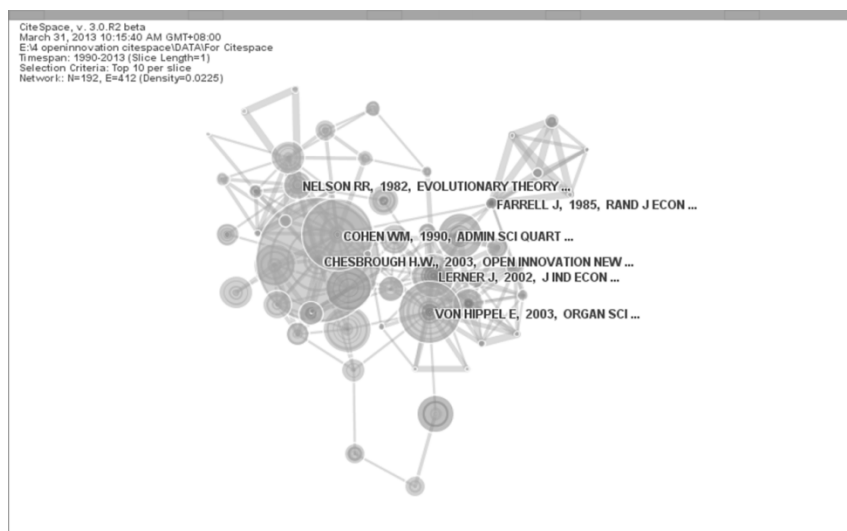 CiteSpace, v. 3.0.R2 beta
March 31, 2013 10:15:40 AM GMT+08:00
E:\4 openinnovation citespace\DATA\For Citespace
Timespan: 1990-2013 (Slice Length=1)
Selection Criteria: Top 10 per slice
Network: N=192, E=412 (Density=0.0225)
NELSON RR, 1982, EVOLUTIONARY THEORY ...
FARRELL J, 1985, RAND J ECON ...
COHEN WM, 1990, ADMIN SCI QUART ...
CHESBROUGH H.W., 2003, OPEN INNOVATION NEW ...
LERNER J, 2002, J IND ECON ...
VON HIPPEL E, 2003, ORGAN SCI ...